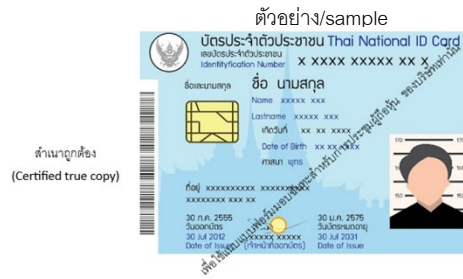 ตัวอย่าง/sample
บัตรประจำตัวประชาชน Thai National ID Card
เลขประจำตัวประชาชน
Identityfication Number
X XXXX XXXXX XX X
ชื่อและนามสกุล
ชื่อ นามสกุล
Name xxxxx xxx
Lastname xxxxx xxx
เกิดวันที่ xx xx xxxx
Date of Birth xx xx xxxx
ศาสนา พุทธ
ที่อยู่ xxxxxxxxxx xxxxxxxxxx
xxxxxxxxx xxx xx
30 ก.ค. 2555
วันออกบัตร
30 Jul 2012
Date of Issue
xxxxx xxxxx
(เจ้าหน้าที่ออกบัตร)
30 ม.ค. 2575
วันบัตรหมดอายุ
30 Jul 2031
Date of Issue
สำเนาถูกต้อง
(Certified true copy)